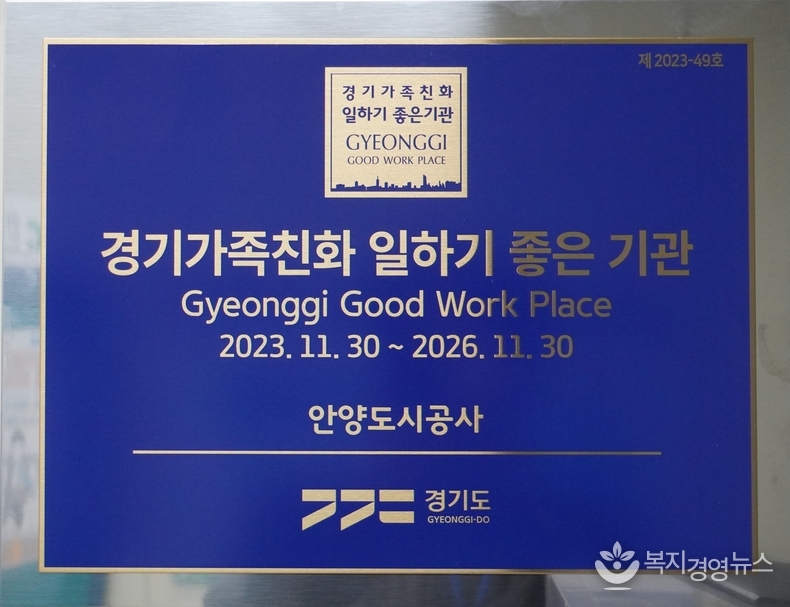 제 2023-49호
경기가족친화
일하기 좋은기관
GYEONGGI
GOOD WORK PLACE
경기가족친화 일하기 좋은 기관
Gyeonggi Good Work Place
2023. 11. 30 ~ 2026. 11. 30
안양도시공사
경기도
GYEONGGI-DO
복지경영뉴스